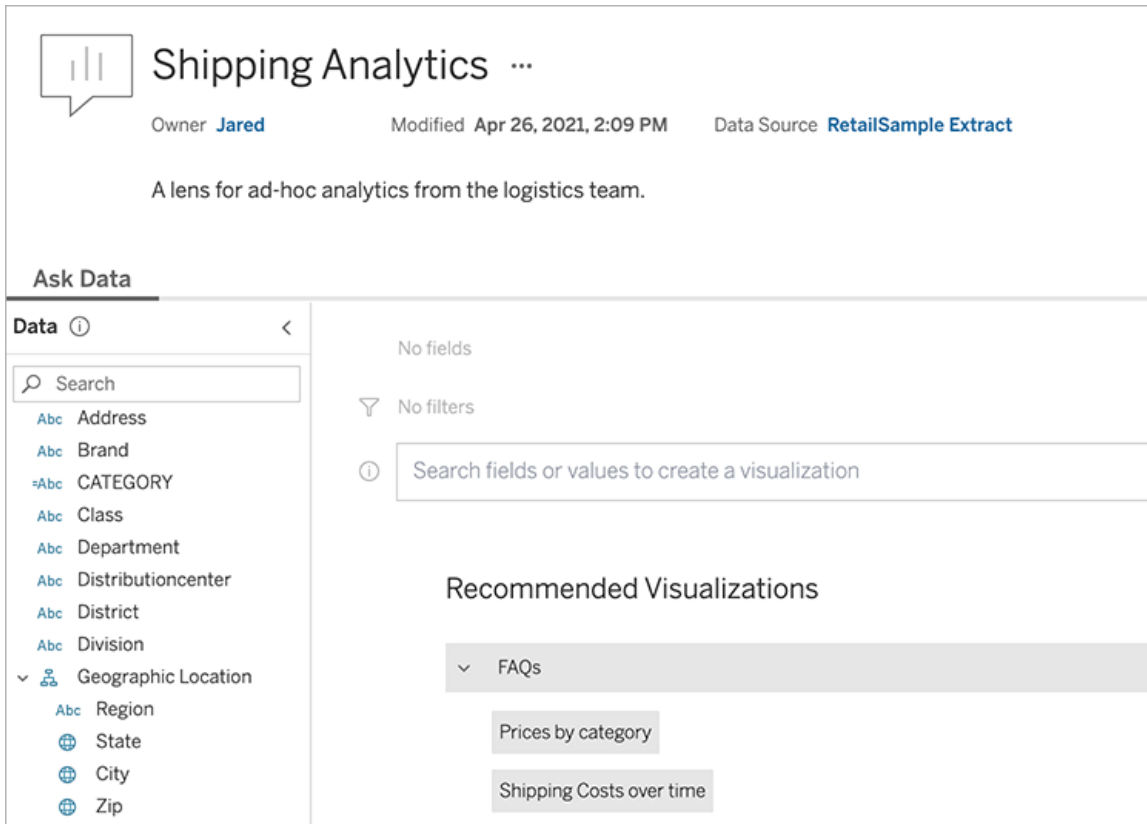 Shipping Analytics ...
Owner Jared Modified Apr 26, 2021, 2:09 PM Data Source RetailSample Extract
A lens for ad-hoc analytics from the logistics team.
Ask Data
Data
Search
Abc Address
Abc Brand
=Abc CATEGORY
Abc Class
Abc Department
Abc Distributioncenter
Abc District
Abc Division
Geographic Location
Abc Region
State
City
Zip
No fields
No filters
Search fields or values to create a visualization
Recommended Visualizations
FAQs
Prices by category
Shipping Costs over time